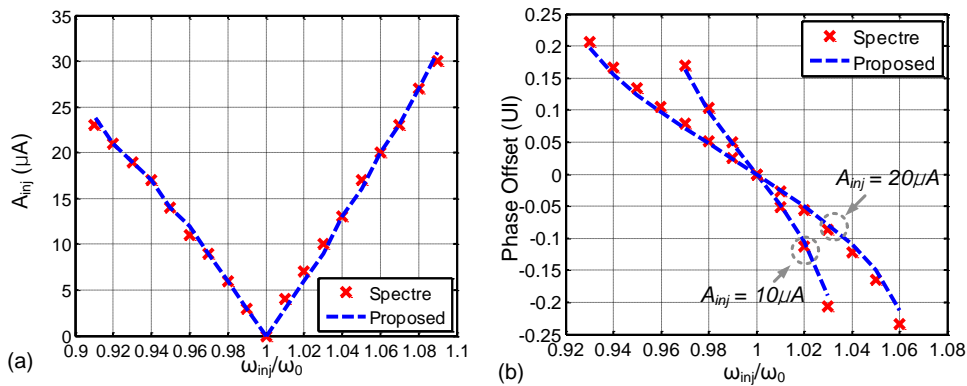 (a)
A_inj (μA)
35
30
25
20
15
10
5
0
0.9 0.92 0.94 0.96 0.98 1 1.02 1.04 1.06 1.08 1.1
ω_inj/ω_0
Spectre
Proposed
(b)
Phase Offset (UI)
0.25
0.2
0.15
0.1
0.05
0
-0.05
-0.1
-0.15
-0.2
-0.25
0.92 0.94 0.96 0.98 1 1.02 1.04 1.06 1.08
ω_inj/ω_0
Spectre
Proposed
A_inj = 20μA
A_inj = 10μA